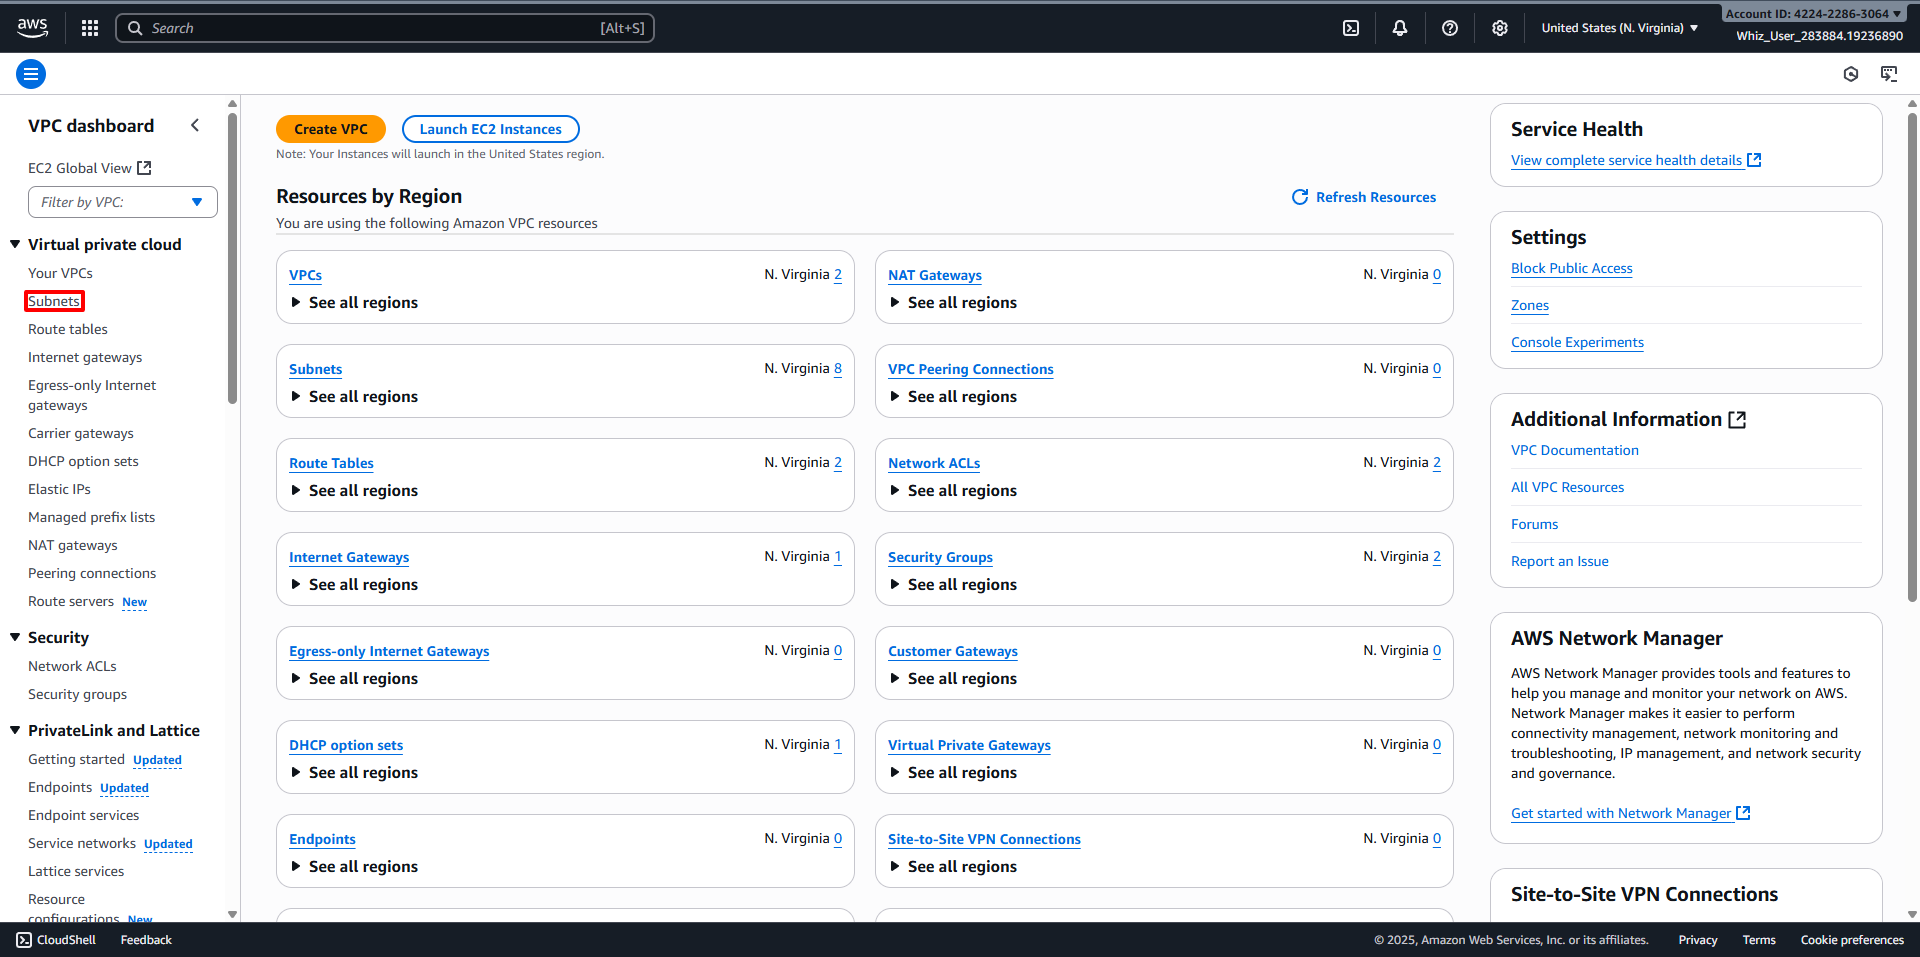 aws
Search
[Alt+S]
United States (N. Virginia)
Account ID: 4224-2286-3064
Whiz_User_283884.19236890
VPC dashboard
EC2 Global View
Filter by VPC:
Virtual private cloud
Your VPCs
Subnets
Route tables
Internet gateways
Egress-only Internet
gateways
Carrier gateways
DHCP option sets
Elastic IPs
Managed prefix lists
NAT gateways
Peering connections
Route servers New
Security
Network ACLs
Security groups
PrivateLink and Lattice
Getting started Updated
Endpoints Updated
Endpoint services
Service networks Updated
Lattice services
Resource
configurations New
Create VPC
Launch EC2 Instances
Note: Your Instances will launch in the United States region.
Resources by Region
Refresh Resources
You are using the following Amazon VPC resources
VPCs
N. Virginia 2
See all regions
NAT Gateways
N. Virginia 0
See all regions
Subnets
N. Virginia 8
See all regions
VPC Peering Connections
N. Virginia 0
See all regions
Route Tables
N. Virginia 2
See all regions
Network ACLs
N. Virginia 2
See all regions
Internet Gateways
N. Virginia 1
See all regions
Security Groups
N. Virginia 2
See all regions
Egress-only Internet Gateways
N. Virginia 0
See all regions
Customer Gateways
N. Virginia 0
See all regions
DHCP option sets
N. Virginia 1
See all regions
Virtual Private Gateways
N. Virginia 0
See all regions
Endpoints
N. Virginia 0
See all regions
Site-to-Site VPN Connections
N. Virginia 0
See all regions
Service Health
View complete service health details
Settings
Block Public Access
Zones
Console Experiments
Additional Information
VPC Documentation
All VPC Resources
Forums
Report an Issue
AWS Network Manager
AWS Network Manager provides tools and features to
help you manage and monitor your network on AWS.
Network Manager makes it easier to perform
connectivity management, network monitoring and
troubleshooting, IP management, and network security
and governance.
Get started with Network Manager
Site-to-Site VPN Connections
CloudShell
Feedback
© 2025, Amazon Web Services, Inc. or its affiliates.
Privacy
Terms
Cookie preferences